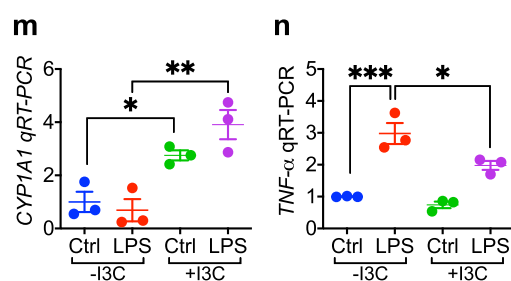 m
CYP1A1 qRT-PCR
6
4
2
0
*
**
Ctrl LPS Ctrl LPS
-I3C +I3C
n
TNF-α qRT-PCR
5
4
3
2
1
0
*** *
Ctrl LPS Ctrl LPS
-I3C +I3C